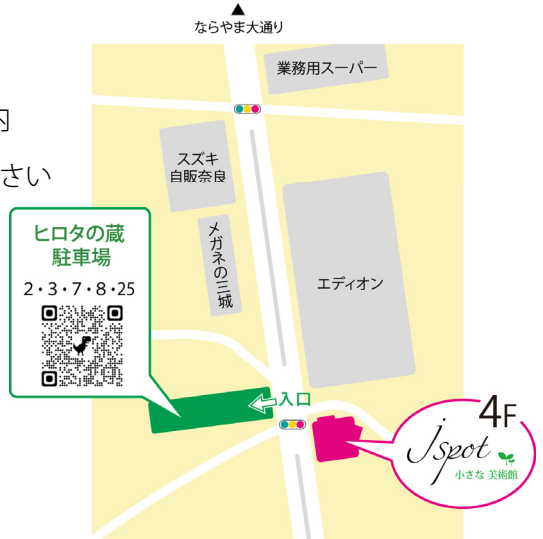 ならやま大通り
業務用スーパー
内
さい
スズキ
自販奈良
ヒロタの蔵
駐車場
2・3・7・8・25
メガネの三城
エディオン
入口
4F
j spot
小さな 美術館